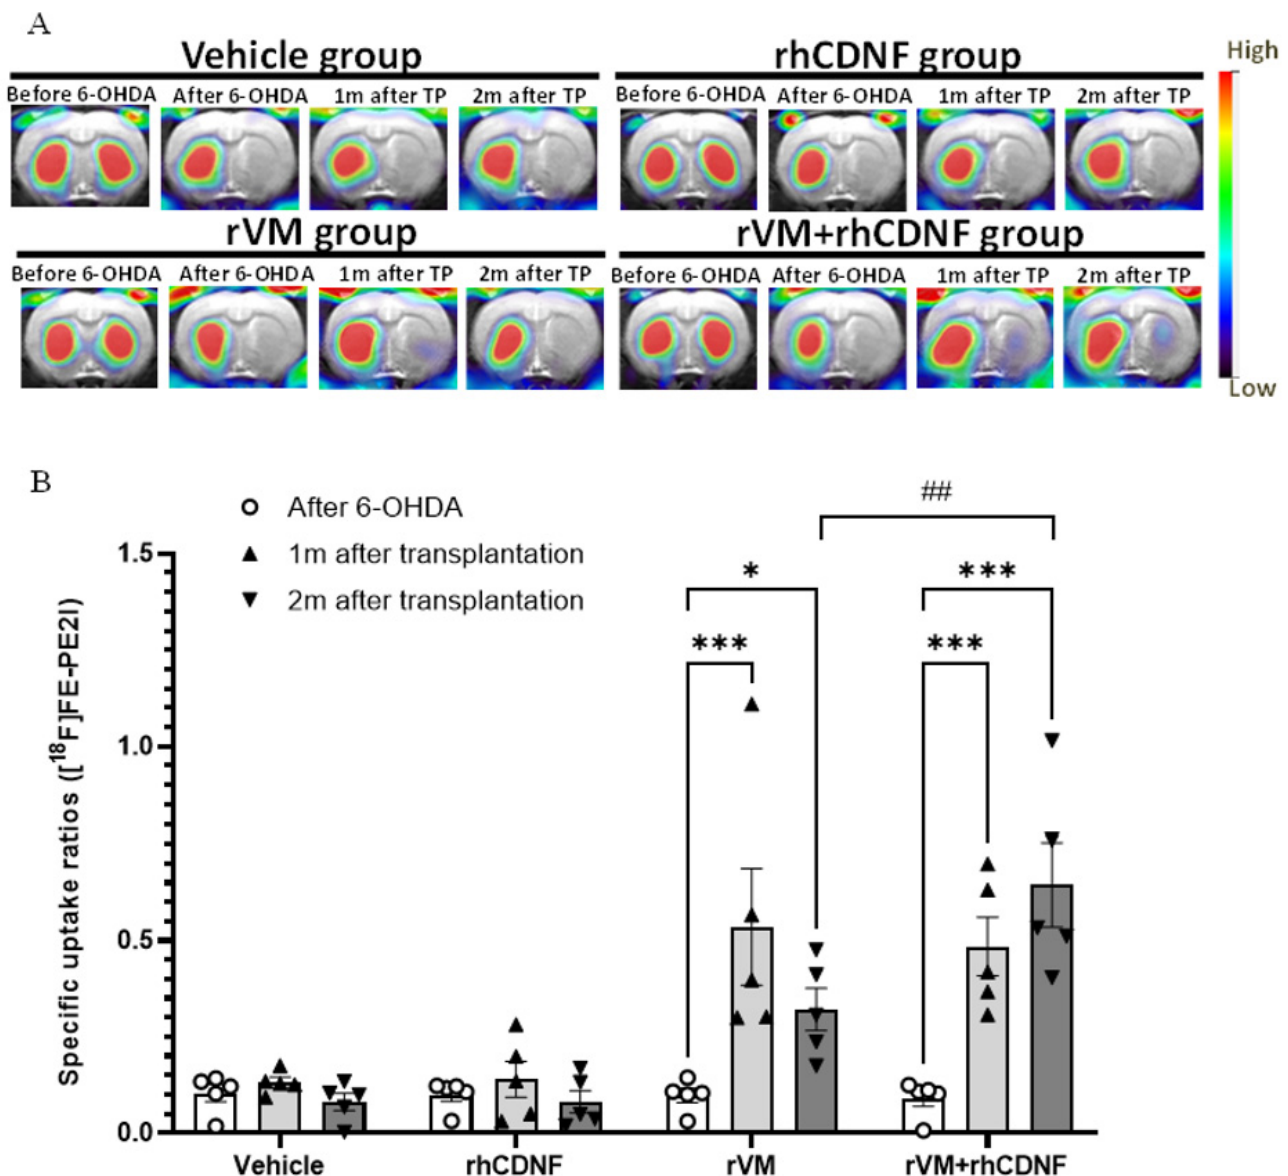 A
Vehicle group
rhCDNF group
High
Before 6-OHDA After 6-OHDA 1m after TP 2m after TP
Before 6-OHDA After 6-OHDA 1m after TP 2m after TP
rVM group
rVM+rhCDNF group
Before 6-OHDA After 6-OHDA 1m after TP 2m after TP
Before 6-OHDA After 6-OHDA 1m after TP 2m after TP
Low
B
After 6-OHDA
1m after transplantation
2m after transplantation
##
* ***
*** ***
Specific uptake ratios ([¹⁸F]FE-PE2I)
1.5
1.0
0.5
0.0
Vehicle rhCDNF rVM rVM+rhCDNF